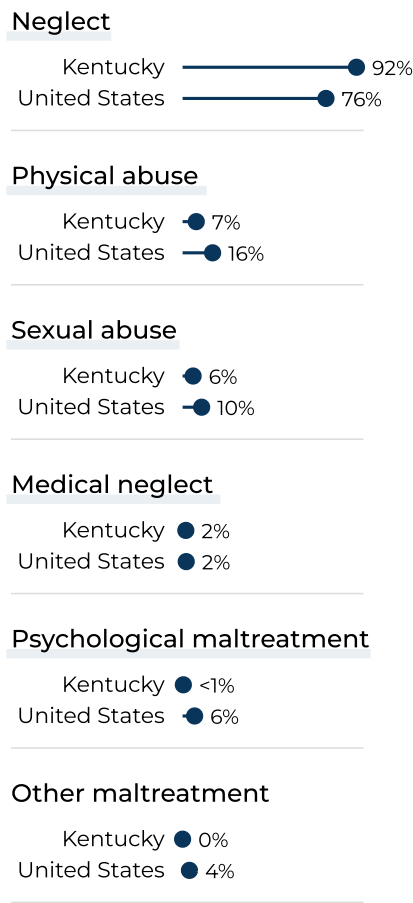 Neglect
Kentucky 92%
United States 76%
Physical abuse
Kentucky 7%
United States 16%
Sexual abuse
Kentucky 6%
United States 10%
Medical neglect
Kentucky 2%
United States 2%
Psychological maltreatment
Kentucky <1%
United States 6%
Other maltreatment
Kentucky 0%
United States 4%